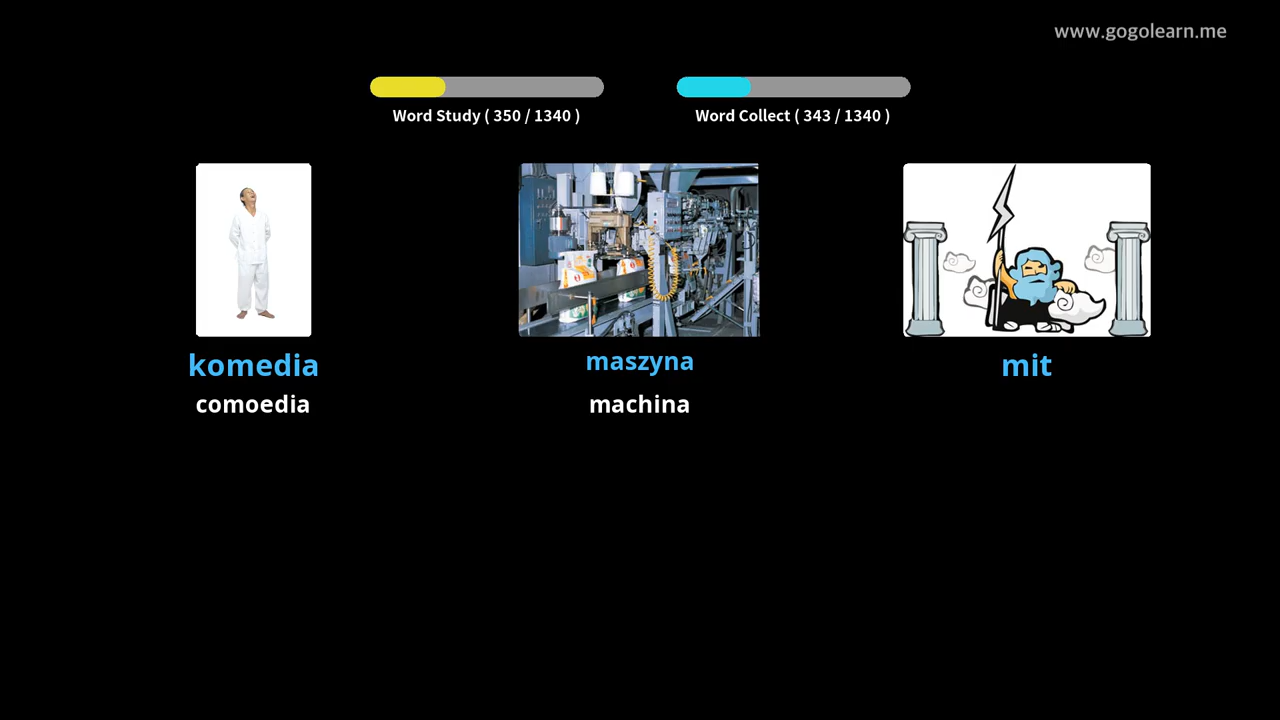 www.gogolearn.me
Word Study ( 350 / 1340 )
Word Collect ( 343 / 1340 )
komedia
maszyna
mit
comoedia
machina